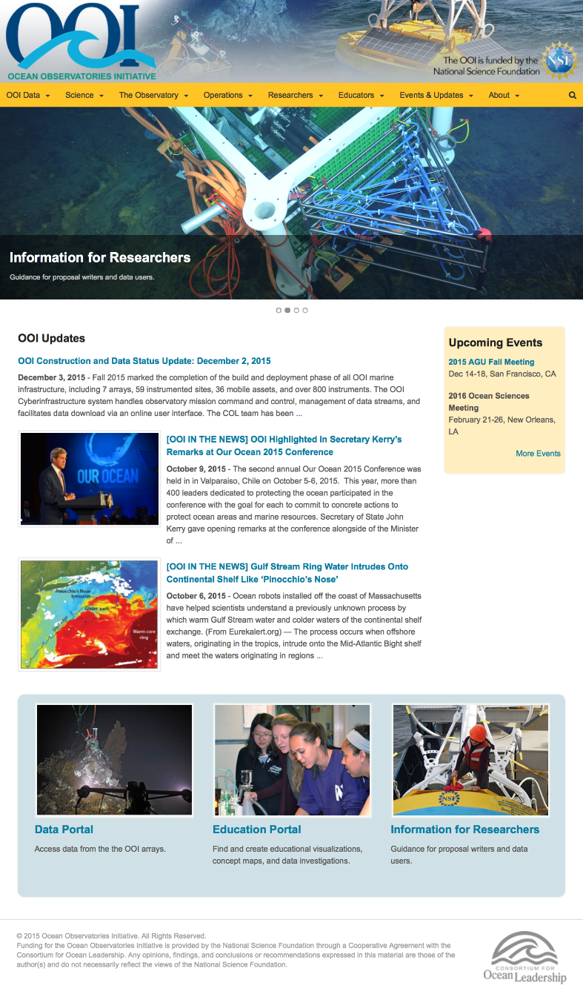 OOI
OCEAN OBSERVATORIES INITIATIVE
The OOI is funded by the
National Science Foundation
NSF
OOI Data
Science
The Observatory
Operations
Researchers
Educators
Events & Updates
About
Information for Researchers
Guidance for proposal writers and data users.
OOI Updates
OOI Construction and Data Status Update: December 2, 2015
December 3, 2015 - Fall 2015 marked the completion of the build and deployment phase of all OOI marine
infrastructure, including 7 arrays, 59 instrumented sites, 36 mobile assets, and over 800 instruments. The OOI
Cyberinfrastructure system handles observatory mission command and control, management of data streams, and
facilitates data download via an online user interface. The COL team has been ...
OUR OCEAN
[OOI IN THE NEWS] OOI Highlighted in Secretary Kerry's
Remarks at Our Ocean 2015 Conference
October 9, 2015 - The second annual Our Ocean 2015 Conference was
held in in Valparaiso, Chile on October 5-6, 2015.  This year, more than
400 leaders dedicated to protecting the ocean participated in the
conference with the goal for each to commit to concrete actions to
protect ocean areas and marine resources. Secretary of State John
Kerry gave opening remarks at the conference alongside of the Minister
of ...
Pinocchio's Nose
Intrusion
Glider path
Shelf edge
Warm core
ring
[OOI IN THE NEWS] Gulf Stream Ring Water Intrudes Onto
Continental Shelf Like 'Pinocchio's Nose'
October 6, 2015 - Ocean robots installed off the coast of Massachusetts
have helped scientists understand a previously unknown process by
which warm Gulf Stream water and colder waters of the continental shelf
exchange. (From Eurekalert.org) — The process occurs when offshore
waters, originating in the tropics, intrude onto the Mid-Atlantic Bight shelf
and meet the waters originating in regions ...
Upcoming Events
2015 AGU Fall Meeting
Dec 14-18, San Francisco, CA
2016 Ocean Sciences
Meeting
February 21-26, New Orleans,
LA
More Events
NSF
Data Portal
Access data from the the OOI arrays.
Education Portal
Find and create educational visualizations,
concept maps, and data investigations.
Information for Researchers
Guidance for proposal writers and data
users.
© 2015 Ocean Observatories Initiative. All Rights Reserved.
Funding for the Ocean Observatories Initiative is provided by the National Science Foundation through a Cooperative Agreement with the
Consortium for Ocean Leadership. Any opinions, findings, and conclusions or recommendations expressed in this material are those of the
author(s) and do not necessarily reflect the views of the National Science Foundation.
CONSORTIUM FOR
Ocean Leadership